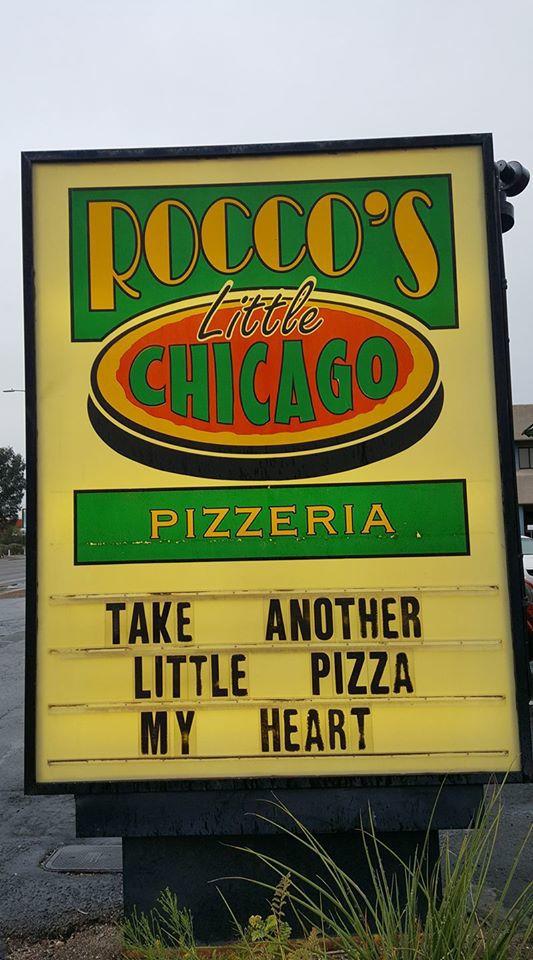 ROCCO'S
Little
CHICAGO
PIZZERIA
TAKE ANOTHER
LITTLE PIZZA
MY HEART